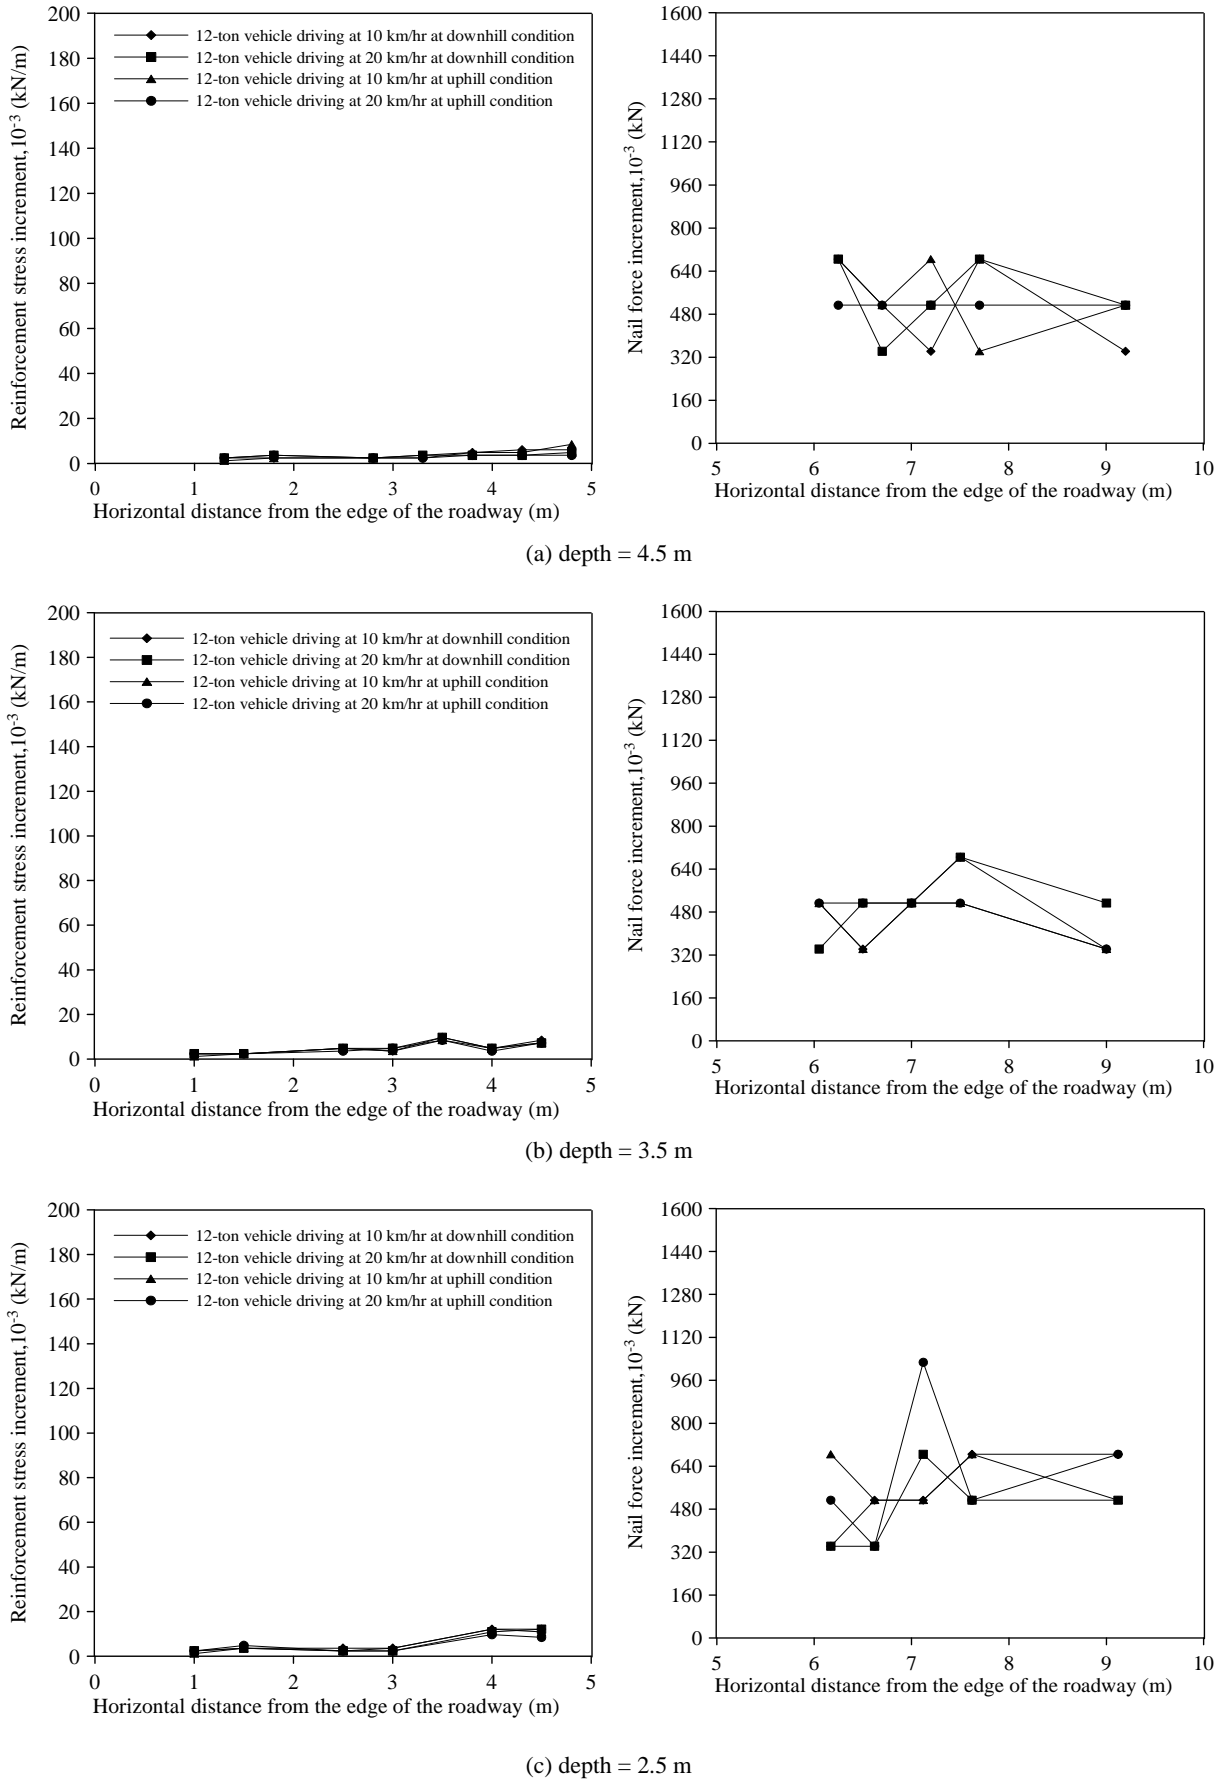 200
180
160
140
120
100
80
60
40
20
0
Reinforcement stress increment,10-3 (kN/m)
12-ton vehicle driving at 10 km/hr at downhill condition
12-ton vehicle driving at 20 km/hr at downhill condition
12-ton vehicle driving at 10 km/hr at uphill condition
12-ton vehicle driving at 20 km/hr at uphill condition
0 1 2 3 4 5
Horizontal distance from the edge of the roadway (m)
1600
1440
1280
1120
960
800
640
480
320
160
0
Nail force increment,10-3 (kN)
5 6 7 8 9 10
Horizontal distance from the edge of the roadway (m)
(a) depth = 4.5 m
200
180
160
140
120
100
80
60
40
20
0
Reinforcement stress increment,10-3 (kN/m)
12-ton vehicle driving at 10 km/hr at downhill condition
12-ton vehicle driving at 20 km/hr at downhill condition
12-ton vehicle driving at 10 km/hr at uphill condition
12-ton vehicle driving at 20 km/hr at uphill condition
0 1 2 3 4 5
Horizontal distance from the edge of the roadway (m)
1600
1440
1280
1120
960
800
640
480
320
160
0
Nail force increment,10-3 (kN)
5 6 7 8 9 10
Horizontal distance from the edge of the roadway (m)
(b) depth = 3.5 m
200
180
160
140
120
100
80
60
40
20
0
Reinforcement stress increment,10-3 (kN/m)
12-ton vehicle driving at 10 km/hr at downhill condition
12-ton vehicle driving at 20 km/hr at downhill condition
12-ton vehicle driving at 10 km/hr at uphill condition
12-ton vehicle driving at 20 km/hr at uphill condition
0 1 2 3 4 5
Horizontal distance from the edge of the roadway (m)
1600
1440
1280
1120
960
800
640
480
320
160
0
Nail force increment,10-3 (kN)
5 6 7 8 9 10
Horizontal distance from the edge of the roadway (m)
(c) depth = 2.5 m